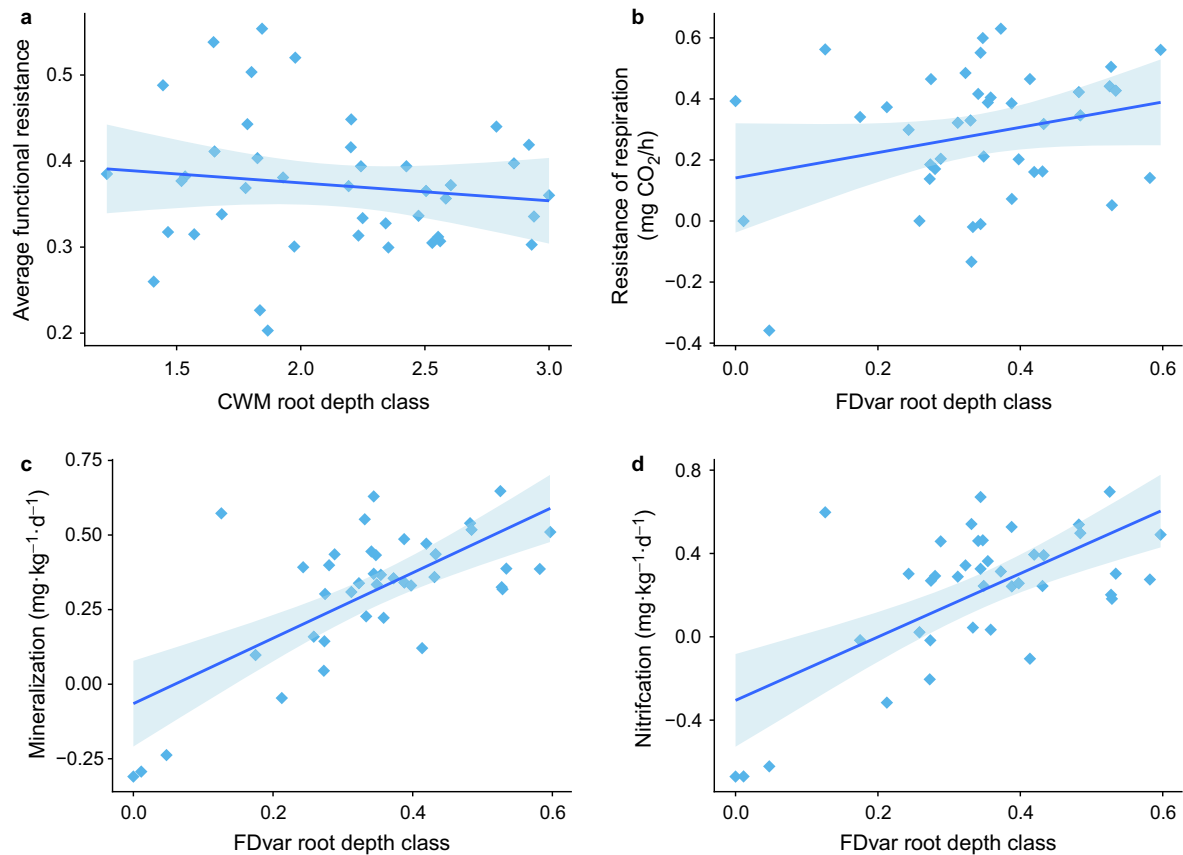 a
Average functional resistance
0.5
0.4
0.3
0.2
1.5 2.0 2.5 3.0
CWM root depth class
b
Resistance of respiration
(mg CO₂/h)
0.6
0.4
0.2
0.0
−0.2
−0.4
0.0 0.2 0.4 0.6
FDvar root depth class
c
Mineralization (mg·kg⁻¹·d⁻¹)
0.75
0.50
0.25
0.00
−0.25
0.0 0.2 0.4 0.6
FDvar root depth class
d
Nitrifcation (mg·kg⁻¹·d⁻¹)
0.8
0.4
0.0
−0.4
0.0 0.2 0.4 0.6
FDvar root depth class